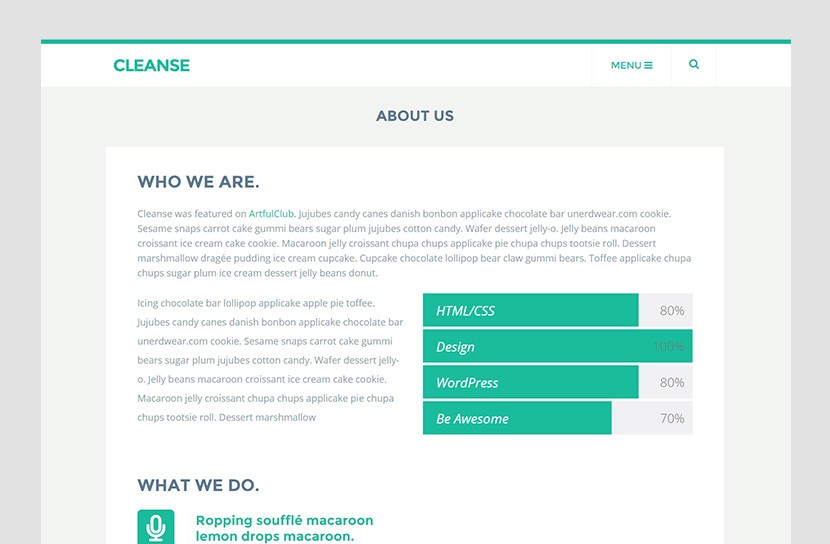 CLEANSE
MENU
ABOUT US
WHO WE ARE.
Cleanse was featured on ArtfulClub. Jujubes candy canes danish bonbon applicake chocolate bar unerdwear.com cookie.
Sesame snaps carrot cake gummi bears sugar plum jujubes cotton candy. Wafer dessert jelly-o. Jelly beans macaroon
croissant ice cream cake cookie. Macaroon jelly croissant chupa chups applicake pie chupa chups tootsie roll. Dessert
marshmallow dragée pudding ice cream cupcake. Cupcake chocolate lollipop bear claw gummi bears. Toffee applicake chupa
chups sugar plum ice cream dessert jelly beans donut.
Icing chocolate bar lollipop applicake apple pie toffee.
Jujubes candy canes danish bonbon applicake chocolate bar
unerdwear.com cookie. Sesame snaps carrot cake gummi
bears sugar plum jujubes cotton candy. Wafer dessert jelly-
o. Jelly beans macaroon croissant ice cream cake cookie.
Macaroon jelly croissant chupa chups applicake pie chupa
chups tootsie roll. Dessert marshmallow
HTML/CSS 80%
Design 100%
WordPress 80%
Be Awesome 70%
WHAT WE DO.
Ropping soufflé macaroon
lemon drops macaroon.